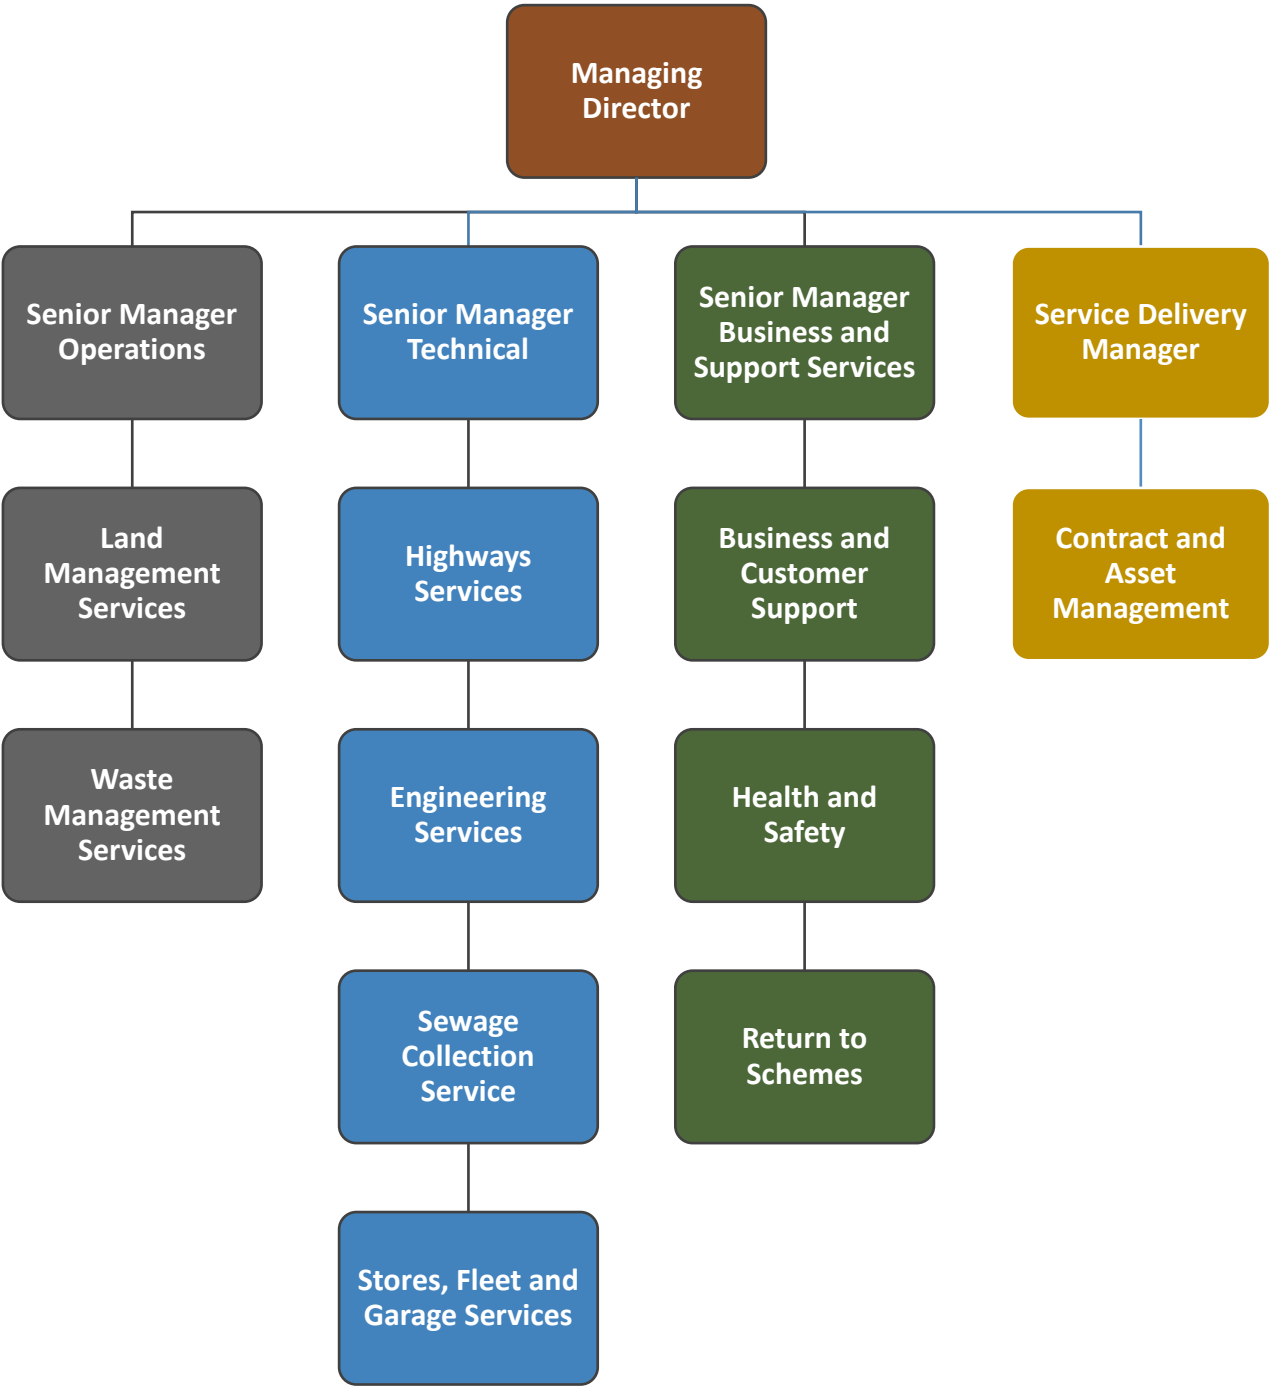 Managing
Director
Senior Manager
Operations
Senior Manager
Technical
Senior Manager
Business and
Support Services
Service Delivery
Manager
Land
Management
Services
Highways
Services
Business and
Customer
Support
Contract and
Asset
Management
Waste
Management
Services
Engineering
Services
Health and
Safety
Sewage
Collection
Service
Return to
Schemes
Stores, Fleet and
Garage Services